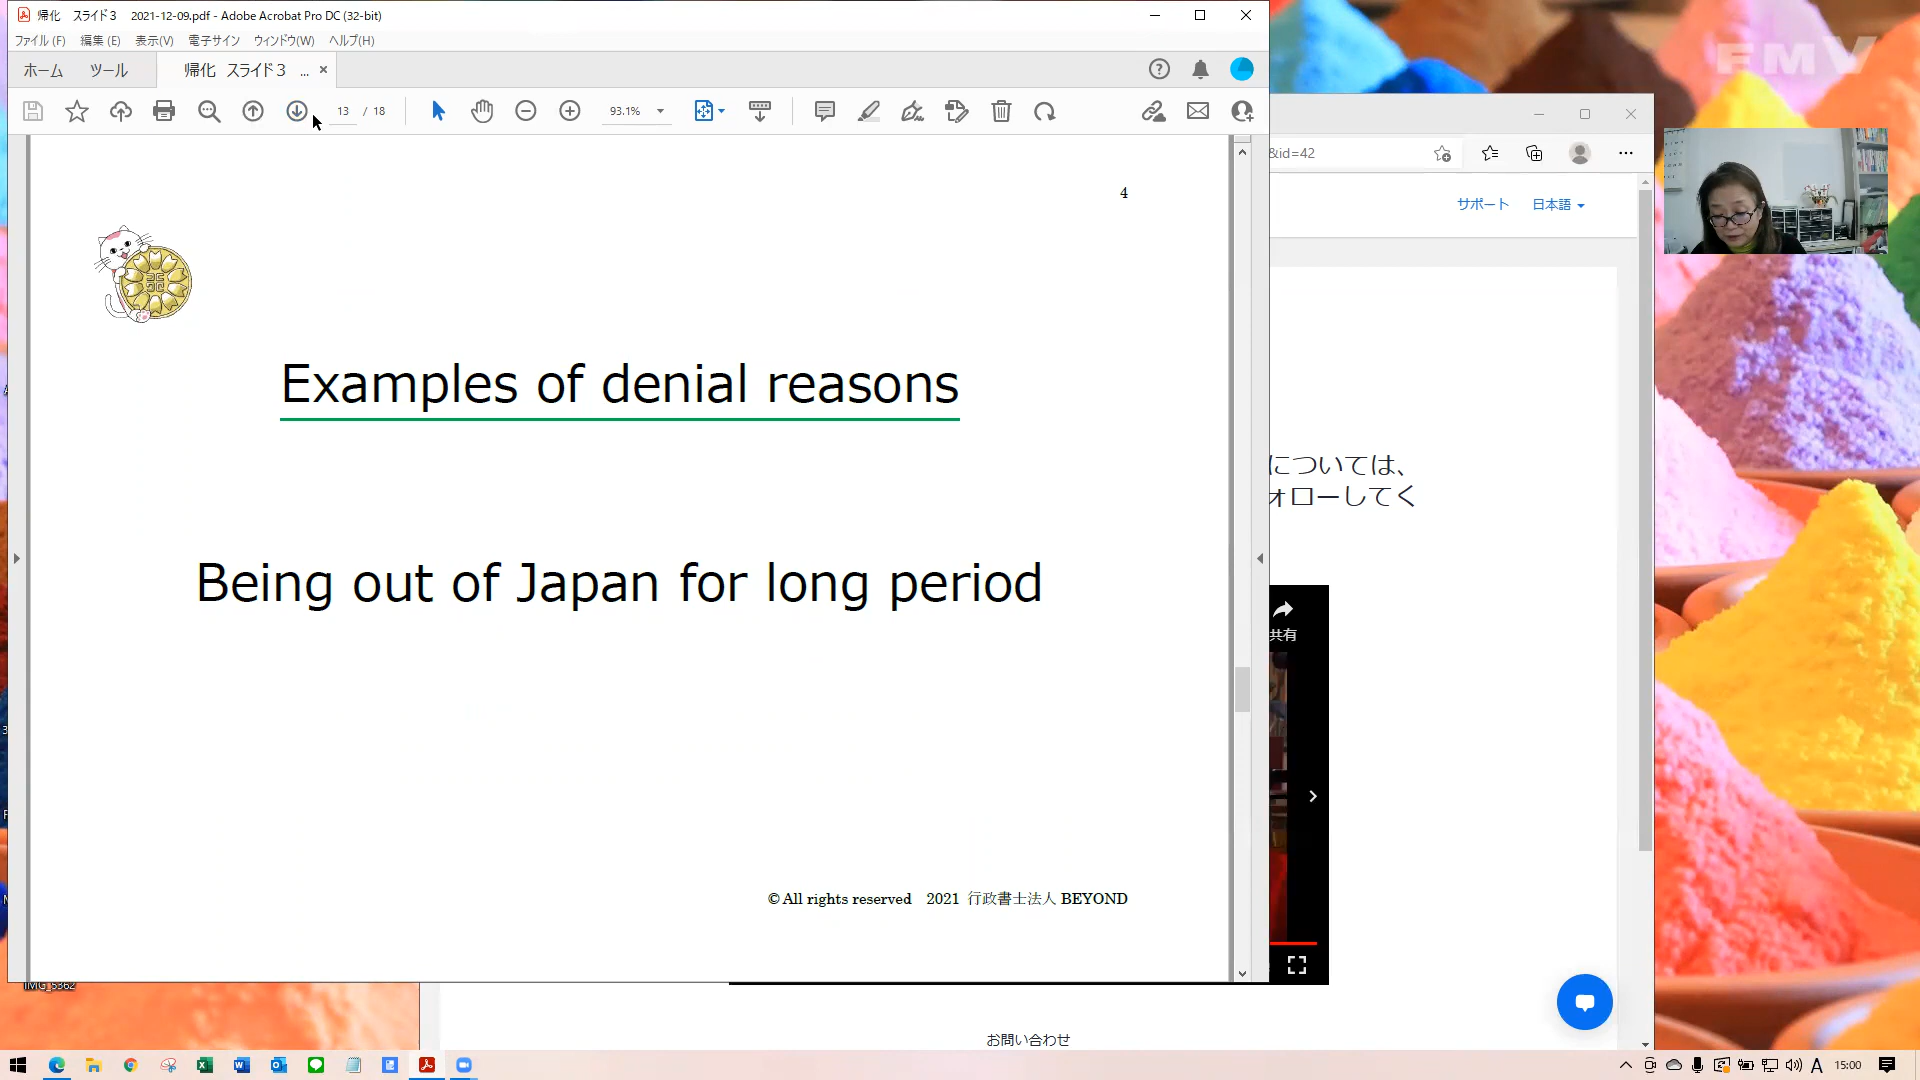 帰化　スライド３　2021-12-09.pdf - Adobe Acrobat Pro DC (32-bit)
ファイル(F)　編集(E)　表示(V)　電子サイン　ウィンドウ(W)　ヘルプ(H)
ホーム　ツール　帰化　スライド３　... ×
13 / 18　93.1%
FMV
&id=42
サポート　日本語
4
Examples of denial reasons
については、
ォローしてく
Being out of Japan for long period
共有
© All rights reserved　2021 行政書士法人 BEYOND
IMG_5362
お問い合わせ
A　15:00